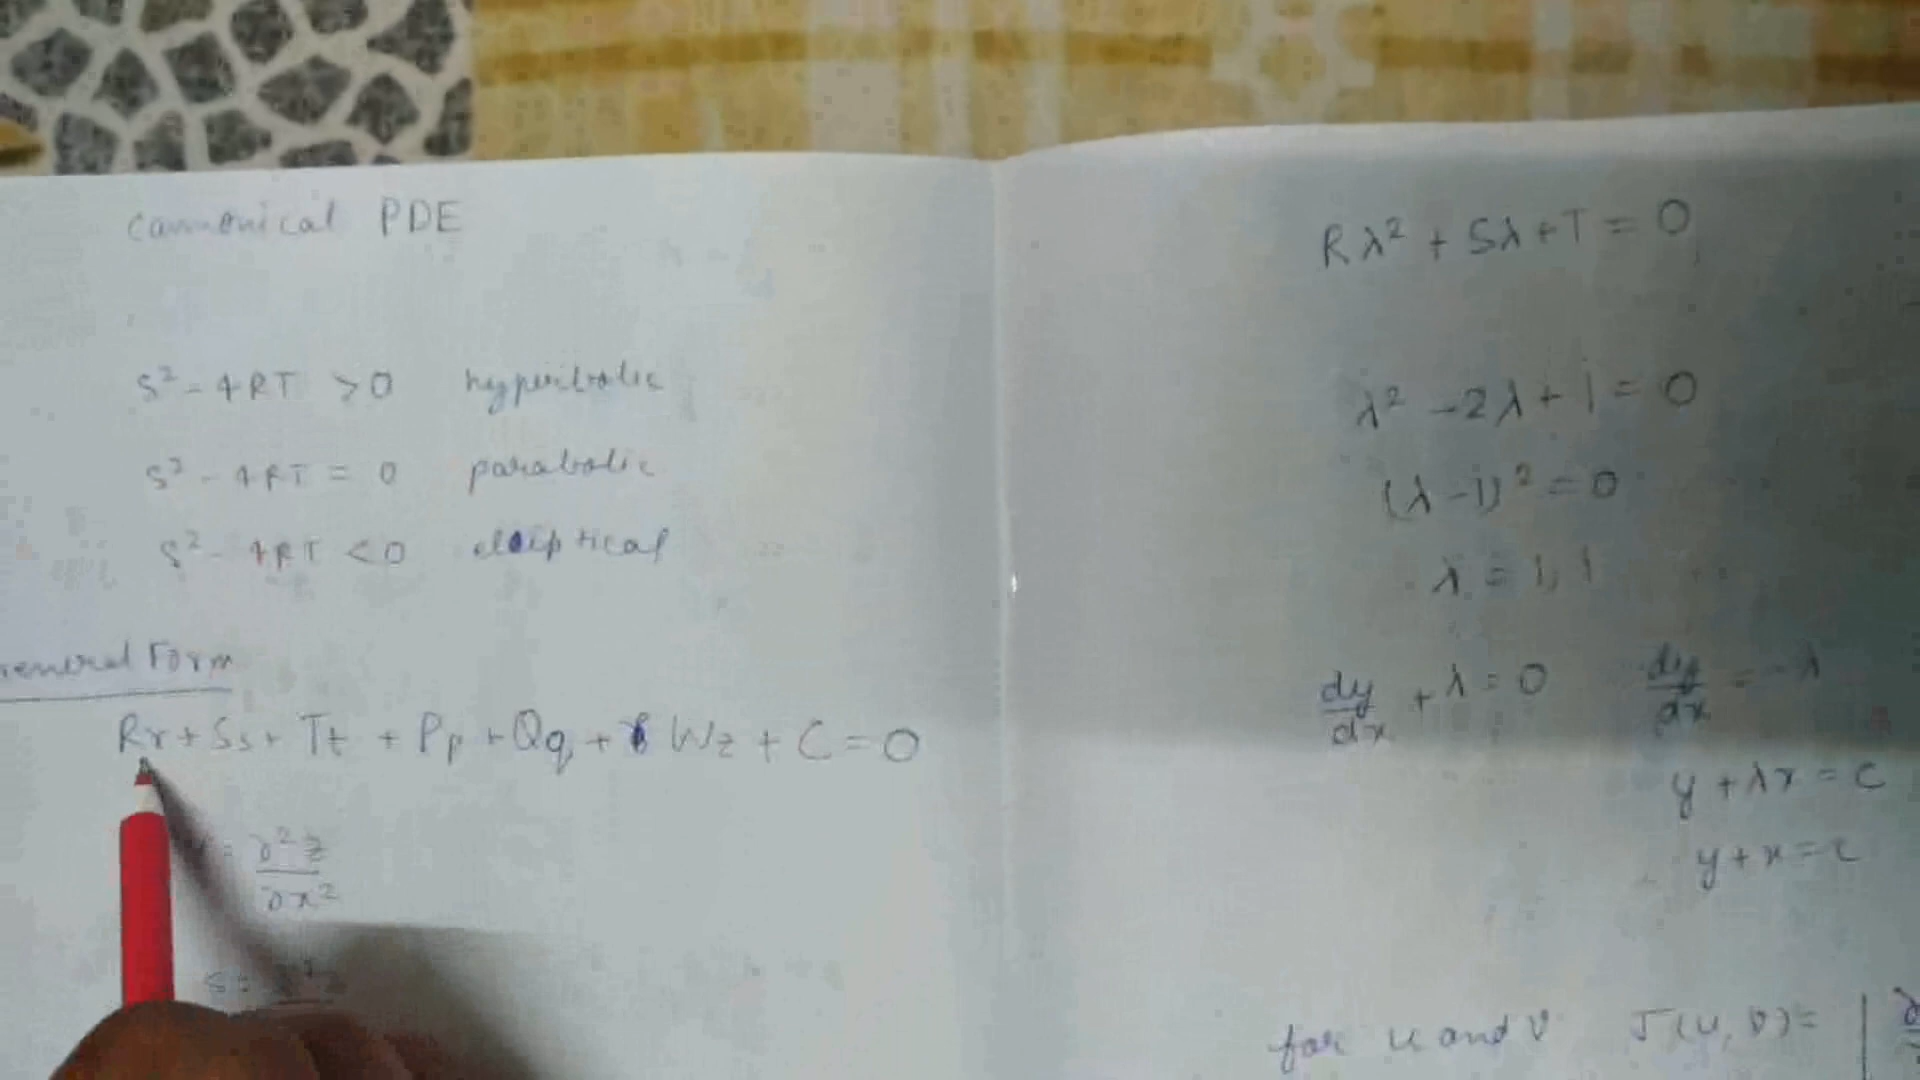 canonical PDE
S² - 4RT > 0 hyperbolic
S² - 4RT = 0 parabolic
S² - 4RT < 0 eliptical
General Form
Rr + Ss + Tt + Pp + Qq + Wz + C = 0
r = ∂²z/∂x²
s =
Rλ² + Sλ + T = 0
λ² - 2λ + 1 = 0
(λ - 1)² = 0
λ = 1, 1
dy/dx + λ = 0 dy/dx = -λ
y + λx = c
y + x = c
for u and v J(u, v) =